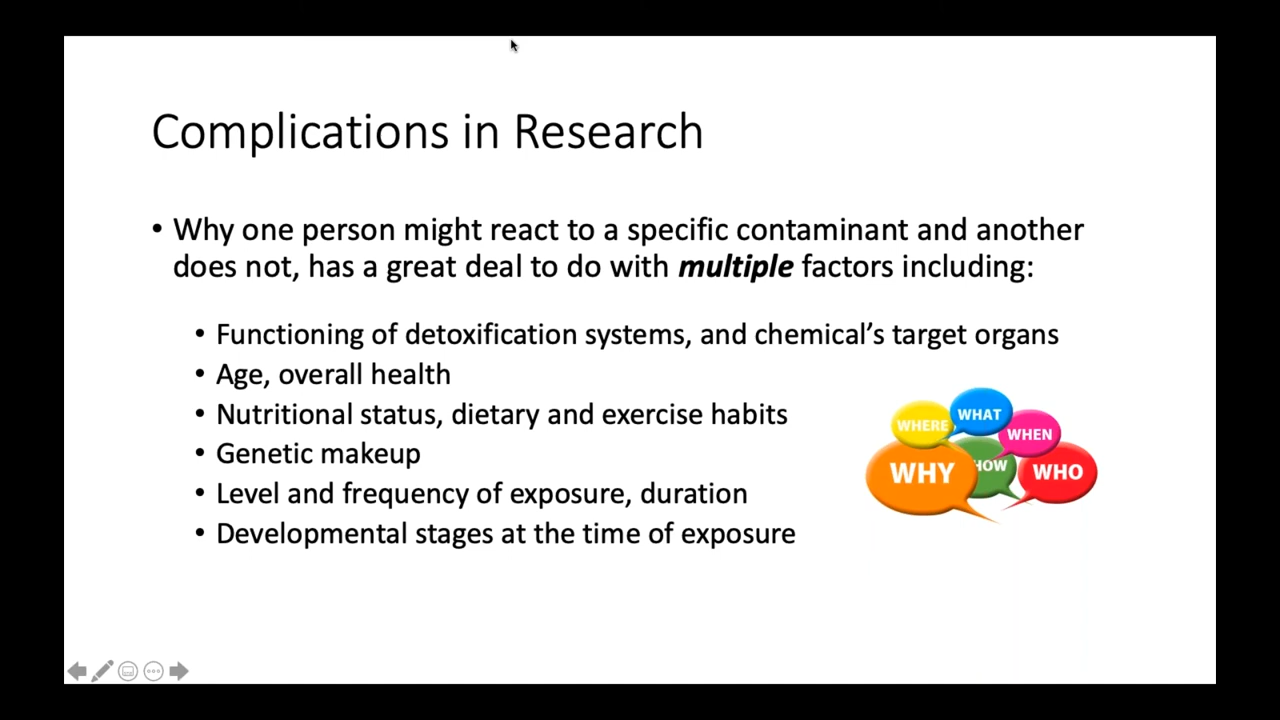 Complications in Research
• Why one person might react to a specific contaminant and another
does not, has a great deal to do with multiple factors including:
• Functioning of detoxification systems, and chemical’s target organs
• Age, overall health
• Nutritional status, dietary and exercise habits
• Genetic makeup
• Level and frequency of exposure, duration
• Developmental stages at the time of exposure
WHERE
WHAT
WHEN
WHY
HOW
WHO